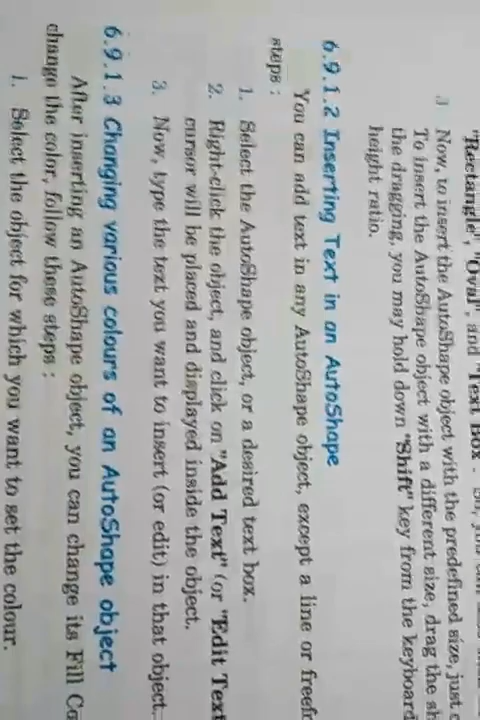 "Rectangle", "Oval", and "Text Box".
3. Now, to insert the AutoShape object with the predefined size, just
To insert the AutoShape object with a different size, drag the
the dragging, you may hold down "Shift" key from the keyboard
height ratio.
6.9.1.2 Inserting Text in an AutoShape
You can add text in any AutoShape object, except a line or
steps :
1. Select the AutoShape object, or a desired text box.
2. Right-click the object, and click on "Add Text" (or "Edit Text
cursor will be placed and displayed inside the object.
3. Now, type the text you want to insert (or edit) in that object.
6.9.1.3 Changing various colours of an AutoShape object
After inserting an AutoShape object, you can change its Fill Co
change the color, follow these steps :
1. Select the object for which you want to set the colour.